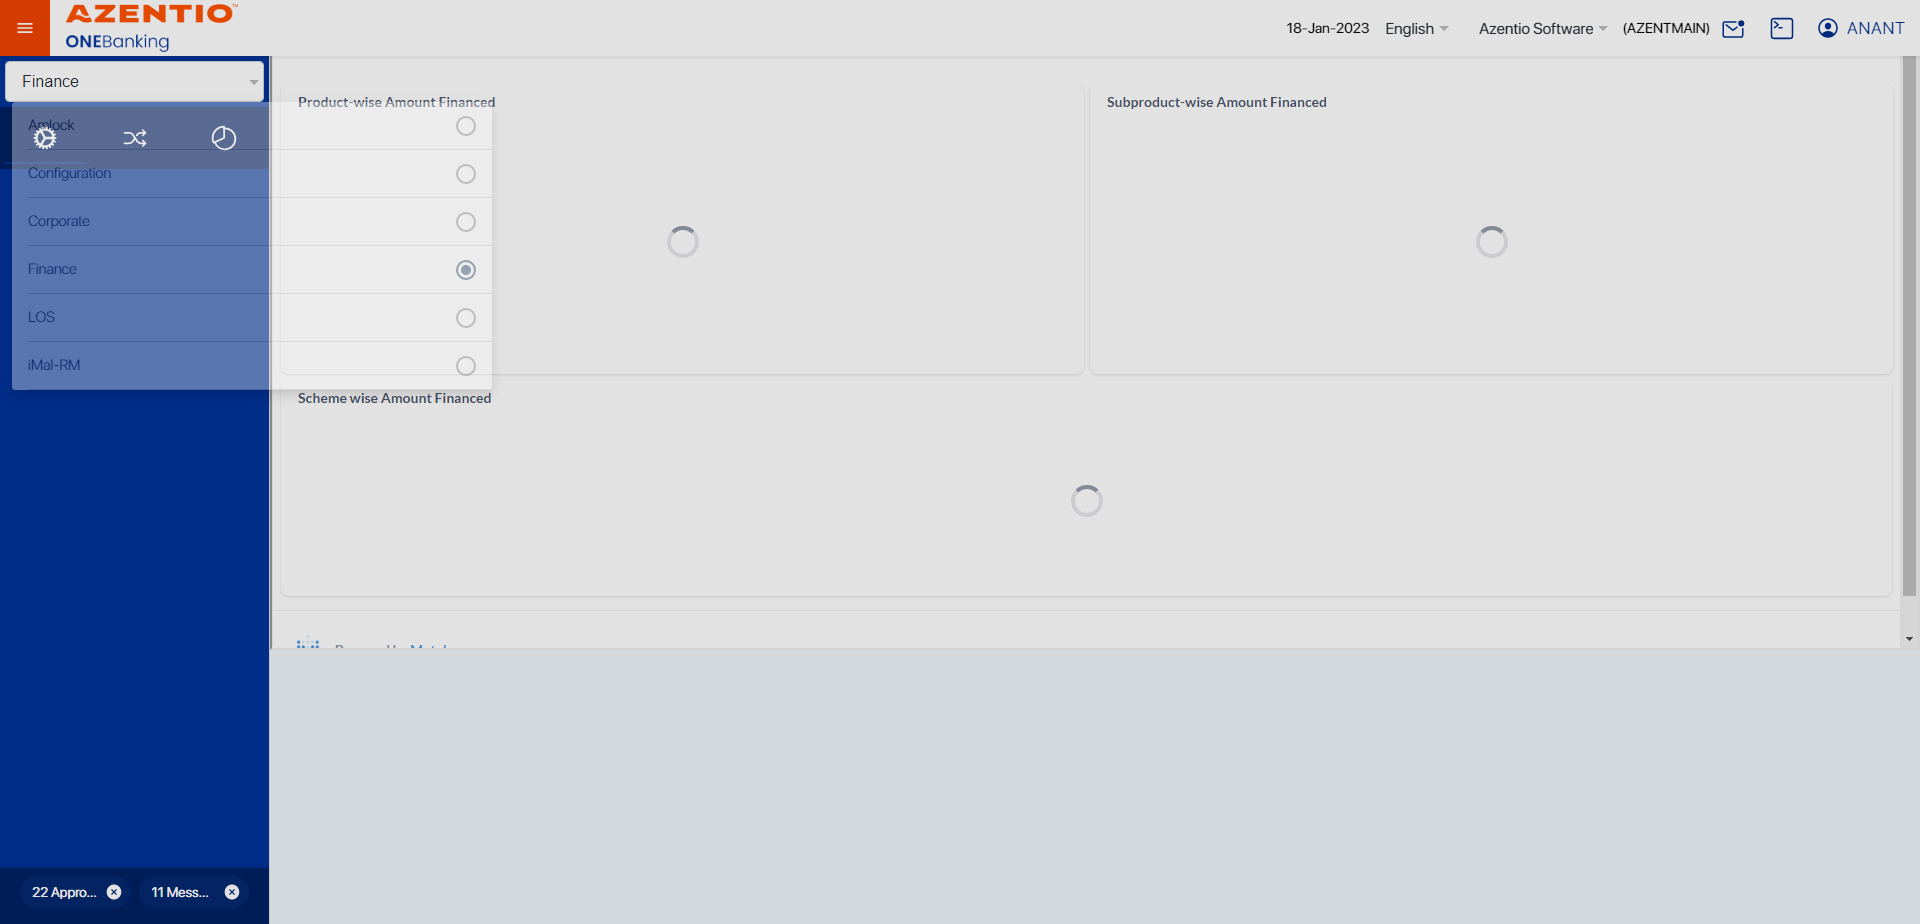 AZENTIO™
ONEBanking
18-Jan-2023 English Azentio Software (AZENTMAIN) ANANT
Finance
Amlock
Configuration
Corporate
Finance
LOS
iMal-RM
Product-wise Amount Financed
Subproduct-wise Amount Financed
Scheme wise Amount Financed
22 Appro...
11 Mess...